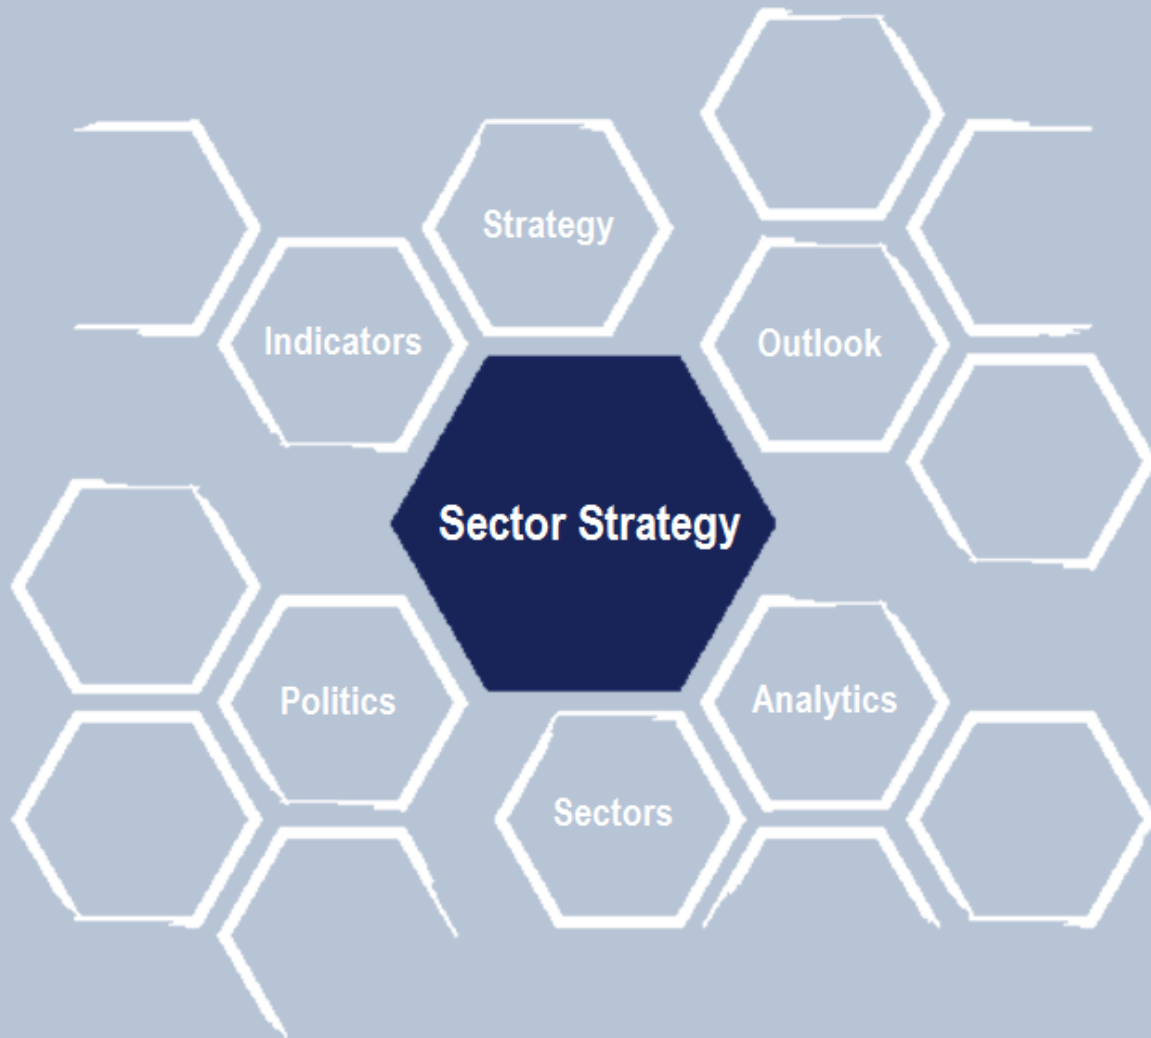 Strategy
Indicators
Outlook
Sector Strategy
Politics
Analytics
Sectors